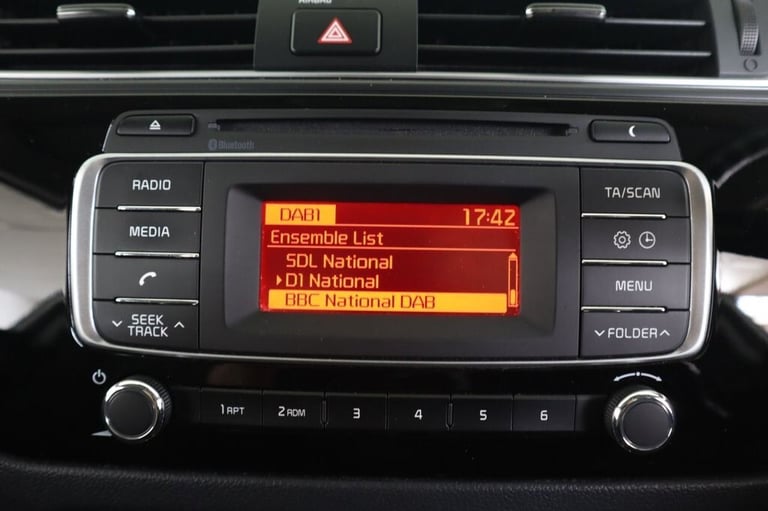 AIRBAG
Bluetooth
RADIO
TA/SCAN
DAB1 17:42
Ensemble List
MEDIA
SDL National
D1 National
MENU
BBC National DAB
SEEK
TRACK
FOLDER
1 RPT 2 RDM 3 4 5 6